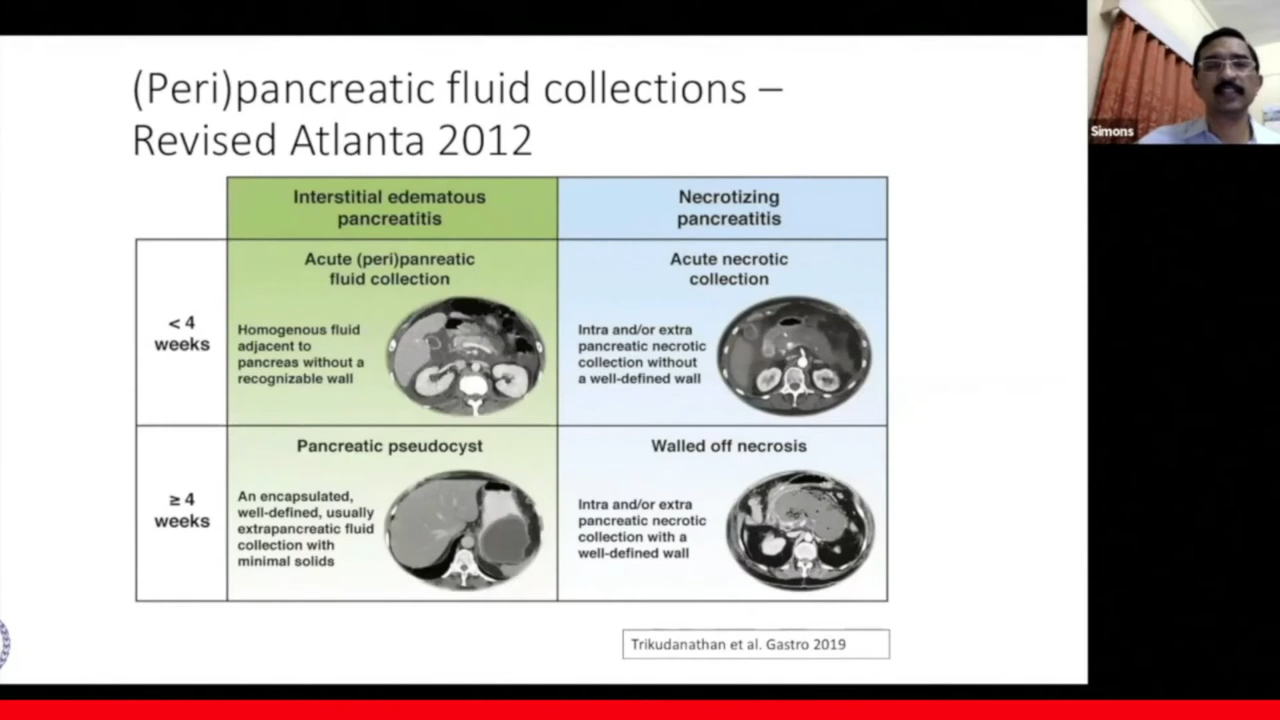 (Peri)pancreatic fluid collections –
Revised Atlanta 2012
Simons
Interstitial edematous
pancreatitis
Necrotizing
pancreatitis
< 4
weeks
Acute (peri)panreatic
fluid collection
Homogenous fluid
adjacent to
pancreas without a
recognizable wall
Acute necrotic
collection
Intra and/or extra
pancreatic necrotic
collection without
a well-defined wall
≥ 4
weeks
Pancreatic pseudocyst
An encapsulated,
well-defined, usually
extrapancreatic fluid
collection with
minimal solids
Walled off necrosis
Intra and/or extra
pancreatic necrotic
collection with a
well-defined wall
Trikudanathan et al. Gastro 2019